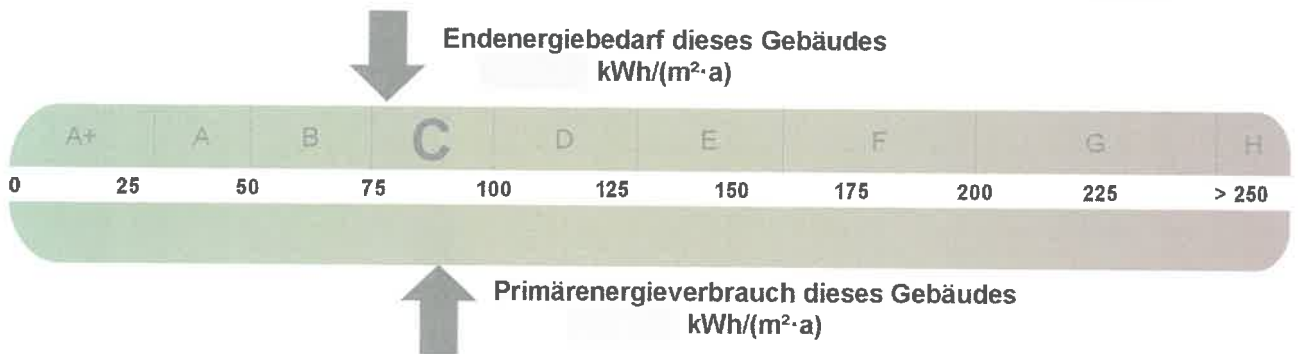 Endenergiebedarf dieses Gebäudes
kWh/(m²·a)
A+ A B C D E F G H
0 25 50 75 100 125 150 175 200 225 > 250
Primärenergieverbrauch dieses Gebäudes
kWh/(m²·a)